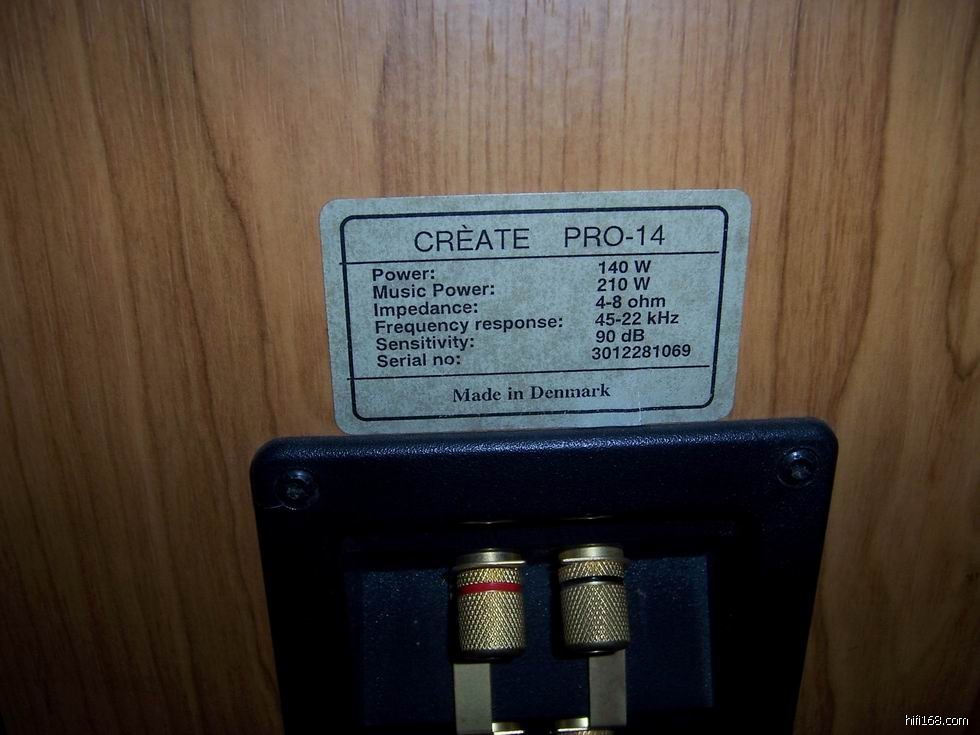 CRÈATE PRO-14
Power: 140 W
Music Power: 210 W
Impedance: 4-8 ohm
Frequency response: 45-22 kHz
Sensitivity: 90 dB
Serial no: 3012281069
Made in Denmark
hifi168.com